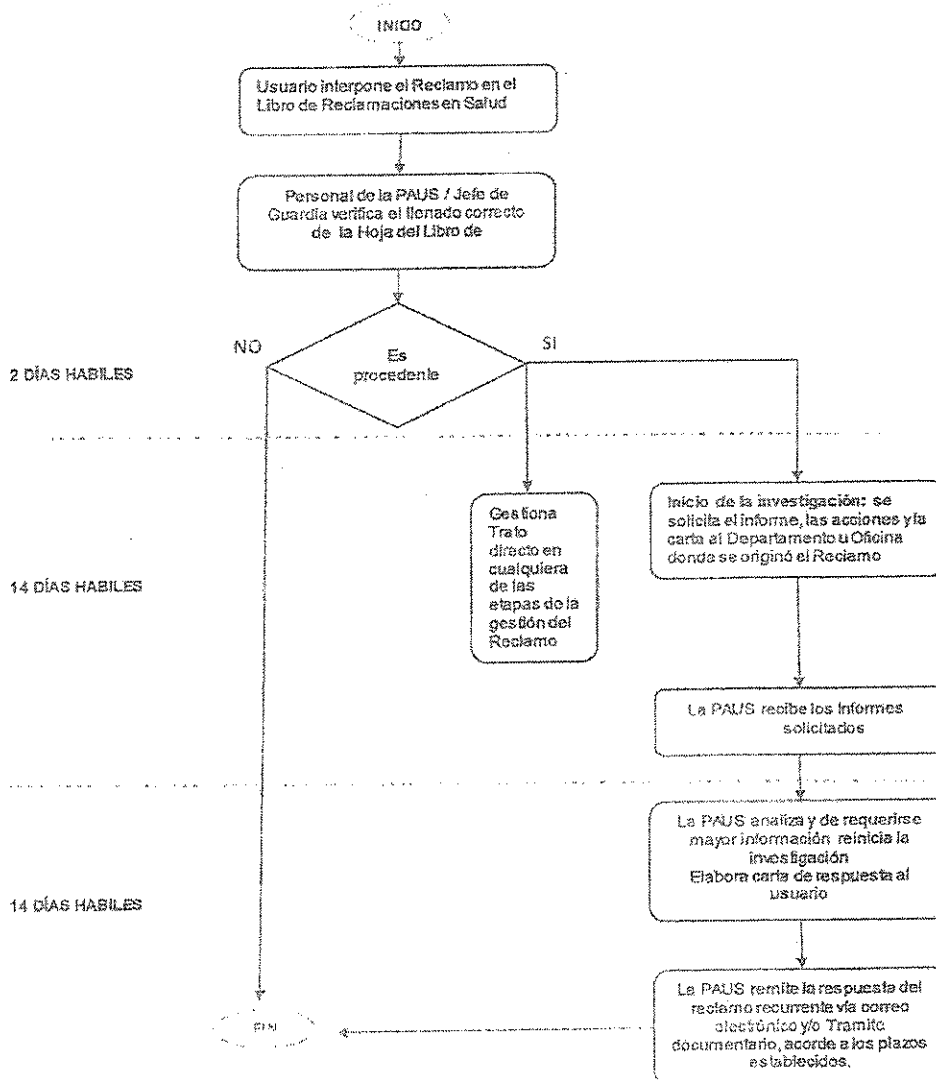 INICIO
Usuario interpone el Reclamo en el
Libro de Reclamaciones en Salud
Personal de la PAUS / Jefe de
Guardia verifica el llenado correcto
de la Hoja del Libro de
NO
SI
Es
procedente
2 DÍAS HABILES
Gestiona
Trato
directo en
cualquiera
de las
etapas de la
gestión del
Reclamo
Inicio de la investigación: se
solicita el informe, las acciones y la
carta al Departamento u Oficina
donde se originó el Reclamo
14 DÍAS HABILES
La PAUS recibe los Informes
solicitados
La PAUS analiza y de requerirse
mayor información reinicia la
investigación
Elabora carta de respuesta al
usuario
14 DÍAS HABILES
La PAUS remite la respuesta del
reclamo recurrente vía correo
electrónico y/o Tramite
documentario, acorde a los plazos
establecidos.
FIN